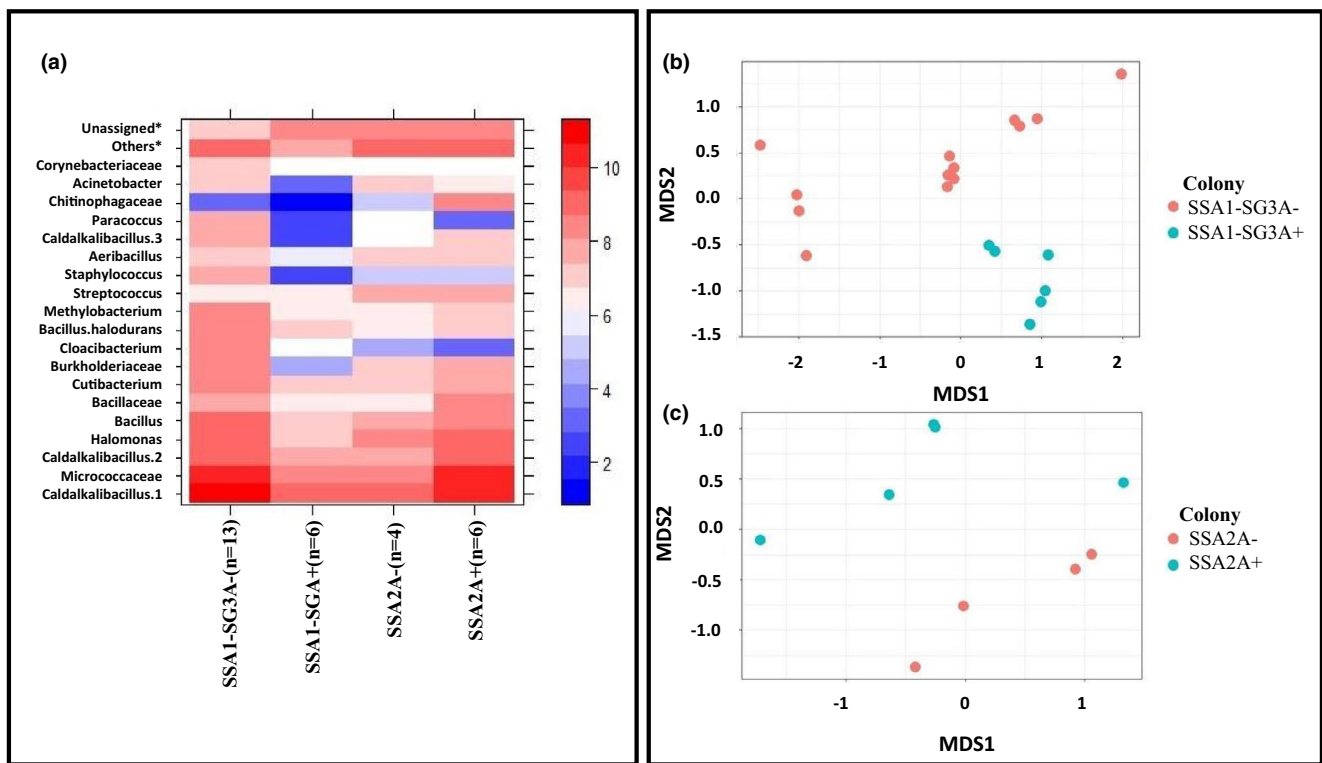 (a)
Unassigned*
Others*
Corynebacteriaceae
Acinetobacter
Chitinophagaceae
Paracoccus
Caldalkalibacillus.3
Aeribacillus
Staphylococcus
Streptococcus
Methylobacterium
Bacillus.halodurans
Cloacibacterium
Burkholderiaceae
Cutibacterium
Bacillaceae
Bacillus
Halomonas
Caldalkalibacillus.2
Micrococcaceae
Caldalkalibacillus.1
SSA1-SG3A-(n=13)
SSA1-SGA+(n=6)
SSA2A-(n=4)
SSA2A+(n=6)
10
8
6
4
2
(b)
MDS2
1.0
0.5
0.0
-0.5
-1.0
-1.5
-2
-1
0
1
2
MDS1
Colony
SSA1-SG3A-
SSA1-SG3A+
(c)
MDS2
1.0
0.5
0.0
-0.5
-1.0
-1
0
1
MDS1
Colony
SSA2A-
SSA2A+